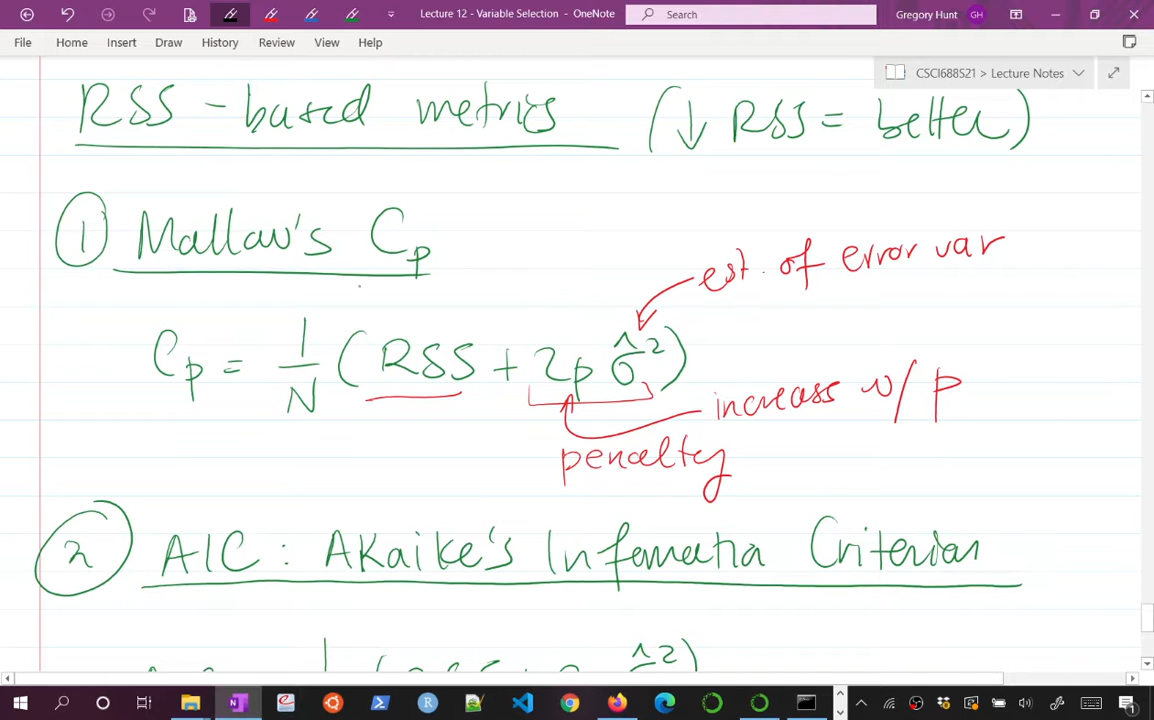 Lecture 12 - Variable Selection - OneNote
Search
Gregory Hunt
GH
File Home Insert Draw History Review View Help
CSCI688S21 > Lecture Notes
RSS - based metrics (↓ RSS = better)
1 Mallow's Cp
est. of error var
Cp = 1/N (RSS + 2p σ̂²)
increase w/ p
penalty
2 AIC : AKaike's Information Criterion